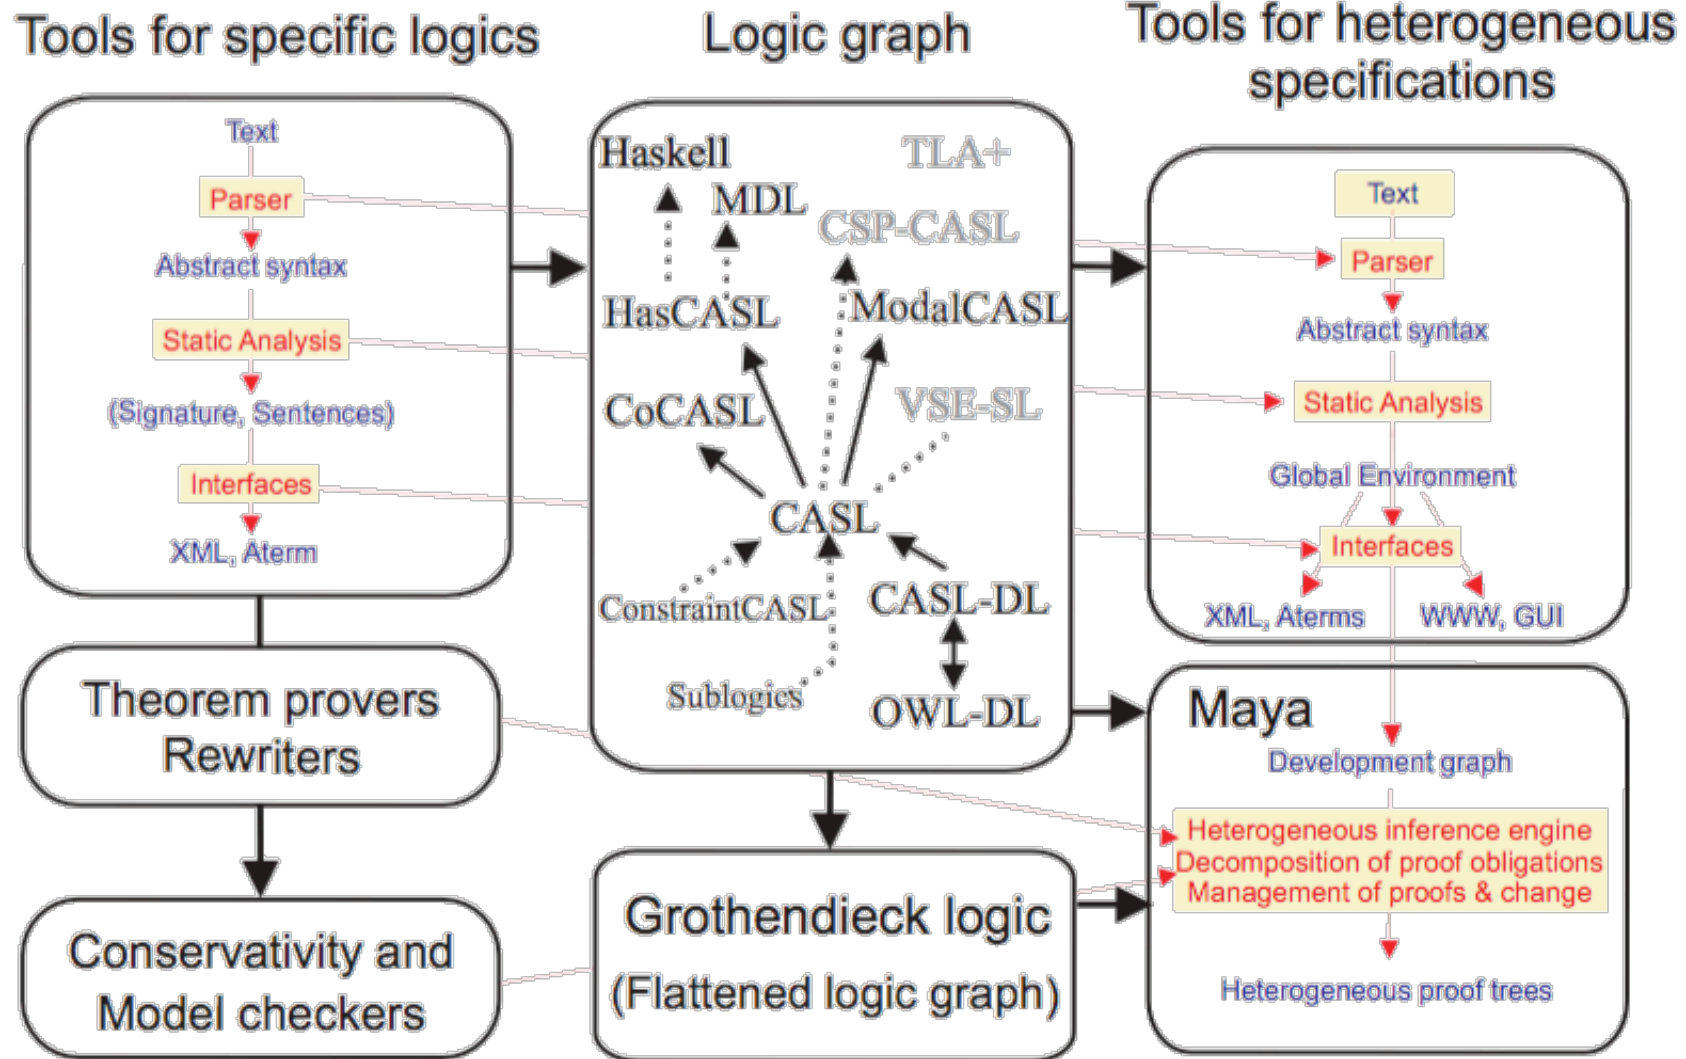 Tools for specific logics
Text
Parser
Abstract syntax
Static Analysis
(Signature, Sentences)
Interfaces
XML, Aterm
Theorem provers
Rewriters
Conservativity and
Model checkers
Logic graph
Haskell
TLA+
MDL
CSP-CASL
HasCASL
ModalCASL
CoCASL
VSE-SL
CASL
ConstraintCASL
CASL-DL
Sublogics
OWL-DL
Grothendieck logic
(Flattened logic graph)
Tools for heterogeneous
specifications
Text
Parser
Abstract syntax
Static Analysis
Global Environment
Interfaces
XML, Aterms
WWW, GUI
Maya
Development graph
Heterogeneous inference engine
Decomposition of proof obligations
Management of proofs & change
Heterogeneous proof trees